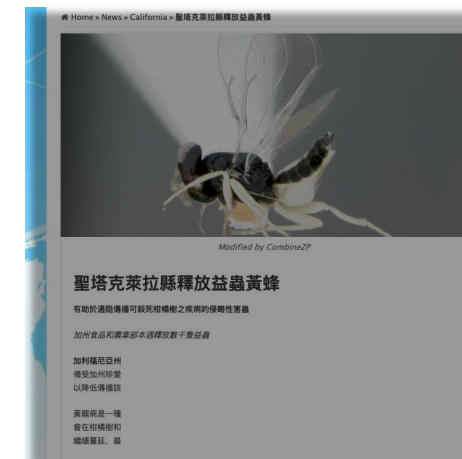 Home » News » California » 聖塔克萊拉縣釋放益蟲黃蜂
Modified by CombineZP
聖塔克萊拉縣釋放益蟲黃蜂
有助於遏阻傳播可殺死柑橘樹之疾病的侵略性害蟲
加州食品和農業部本週釋放數千隻益蟲
加利福尼亞州
備受加州珍愛
以降低傳播該
黃龍病是一種
會在柑橘樹和
繼續蔓延，最